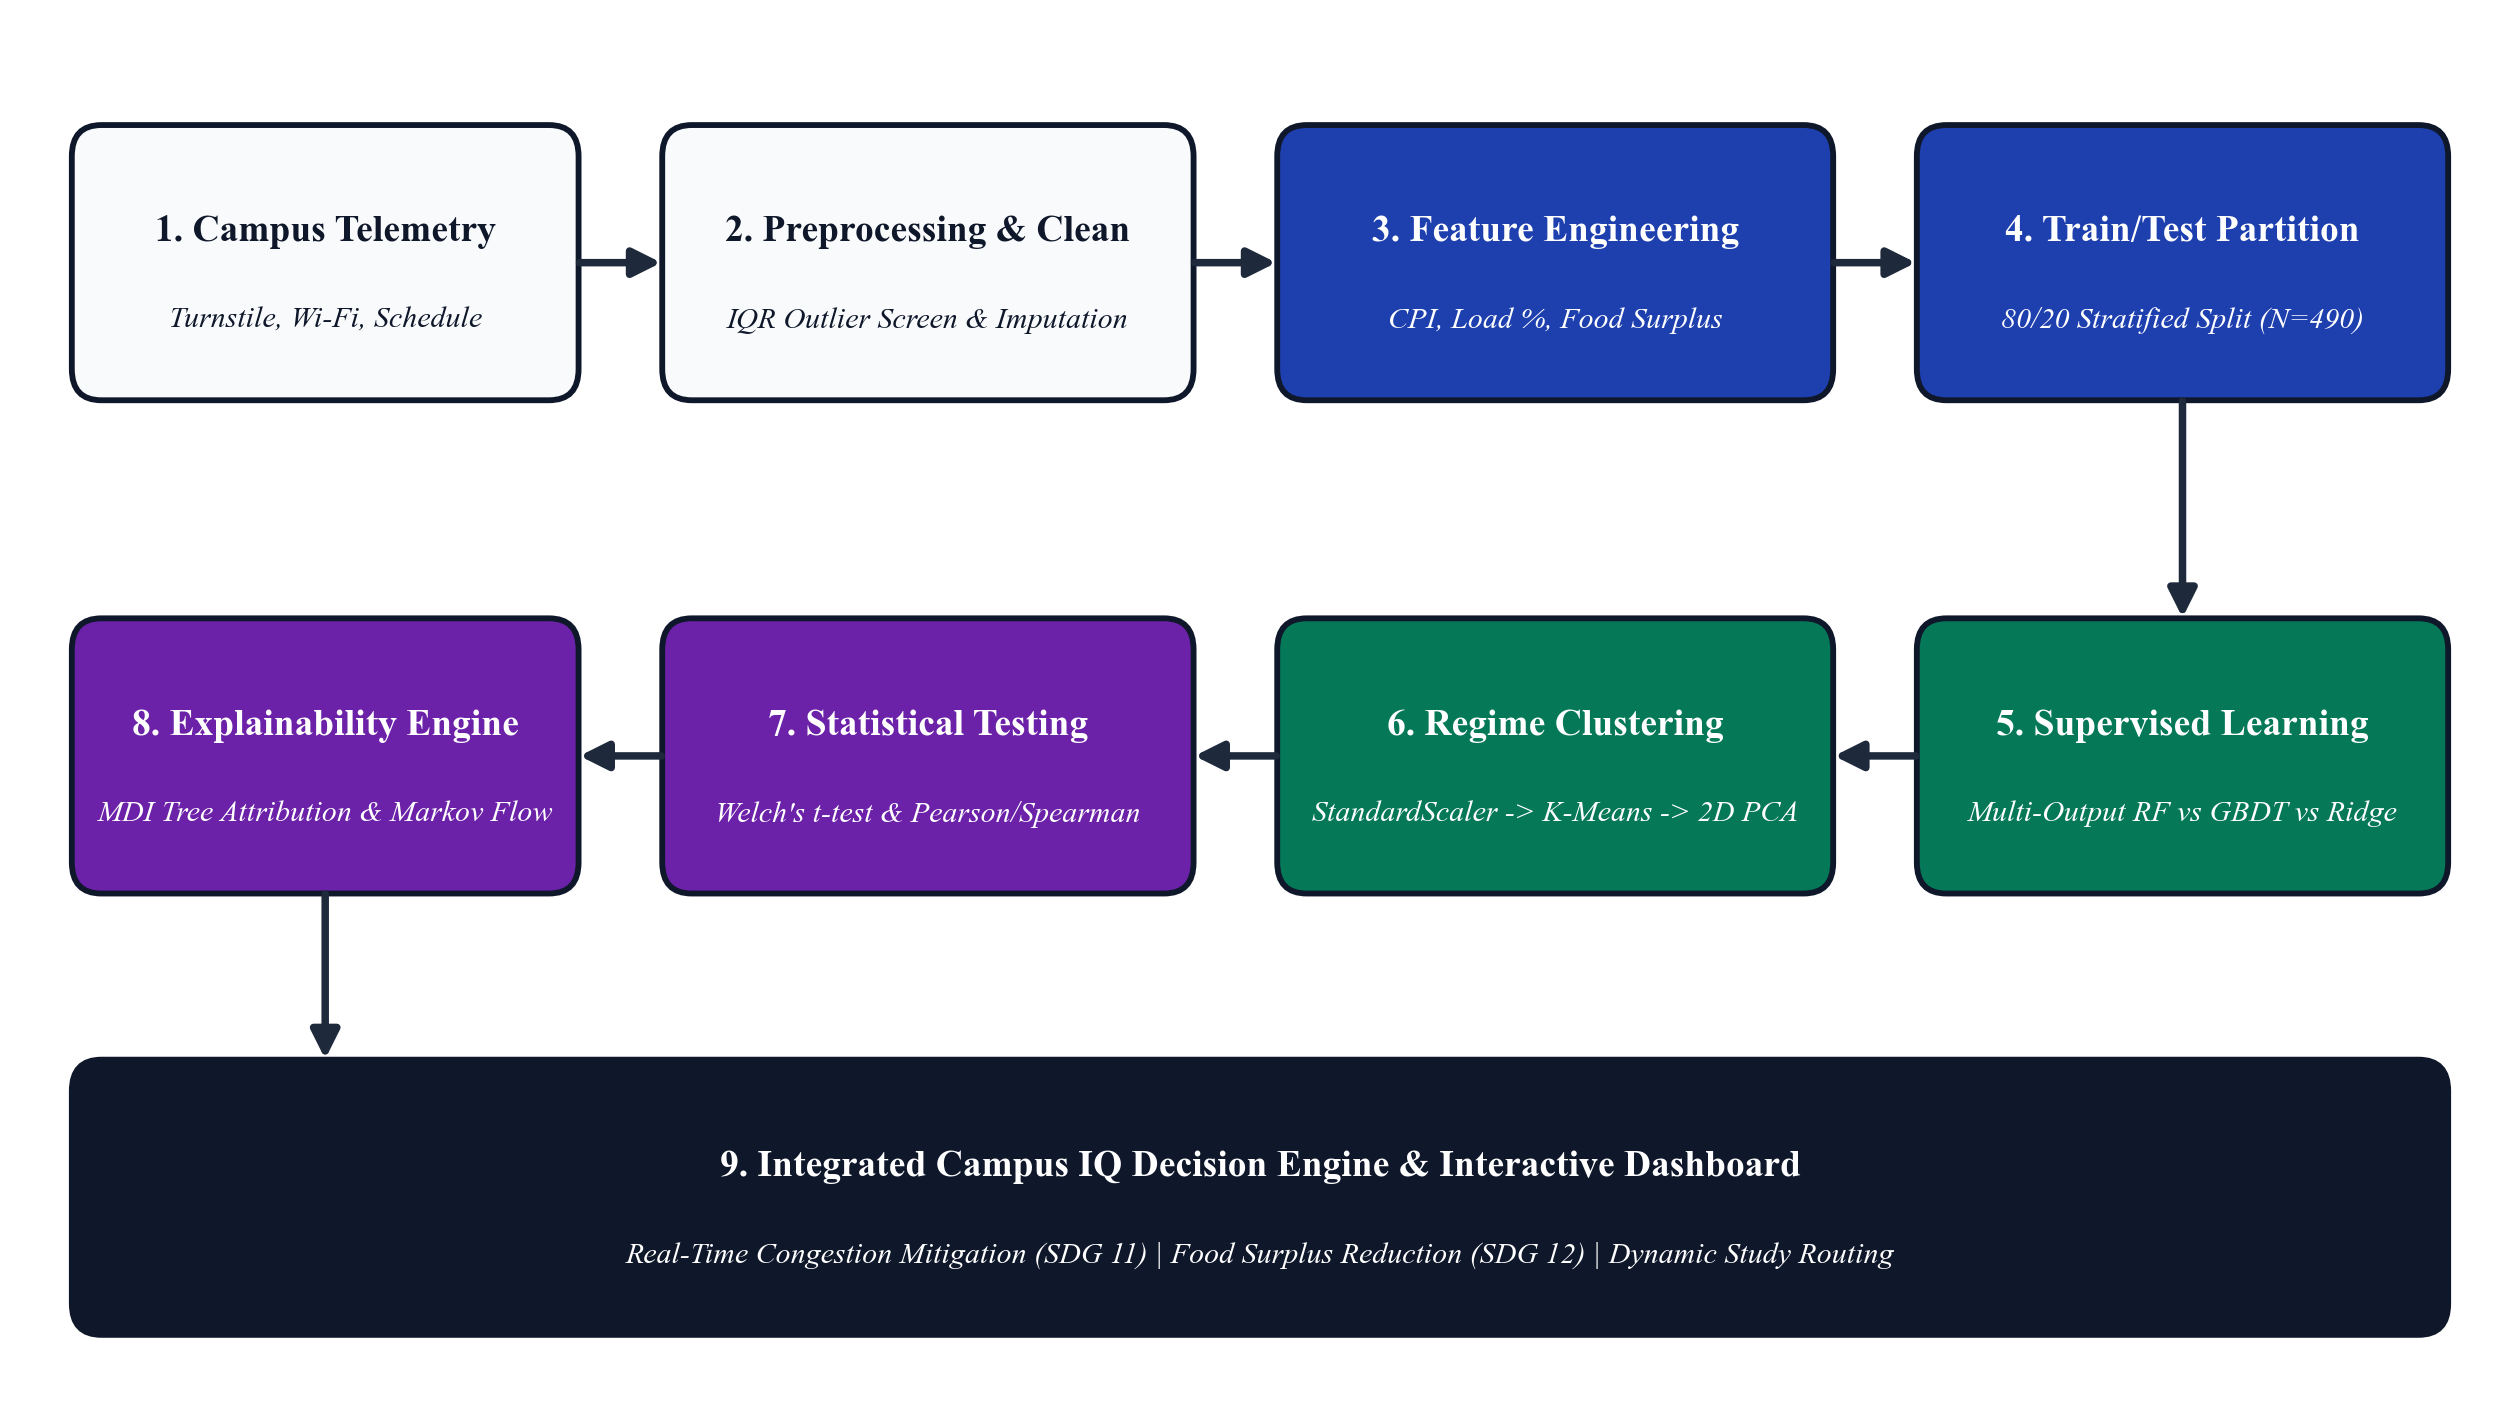 1. Campus Telemetry
Turnstile, Wi-Fi, Schedule
2. Preprocessing & Clean
IQR Outlier Screen & Imputation
3. Feature Engineering
CPI, Load %, Food Surplus
4. Train/Test Partition
80/20 Stratified Split (N=490)
5. Supervised Learning
Multi-Output RF vs GBDT vs Ridge
6. Regime Clustering
StandardScaler -> K-Means -> 2D PCA
7. Statistical Testing
Welch's t-test & Pearson/Spearman
8. Explainability Engine
MDI Tree Attribution & Markov Flow
9. Integrated Campus IQ Decision Engine & Interactive Dashboard
Real-Time Congestion Mitigation (SDG 11) | Food Surplus Reduction (SDG 12) | Dynamic Study Routing